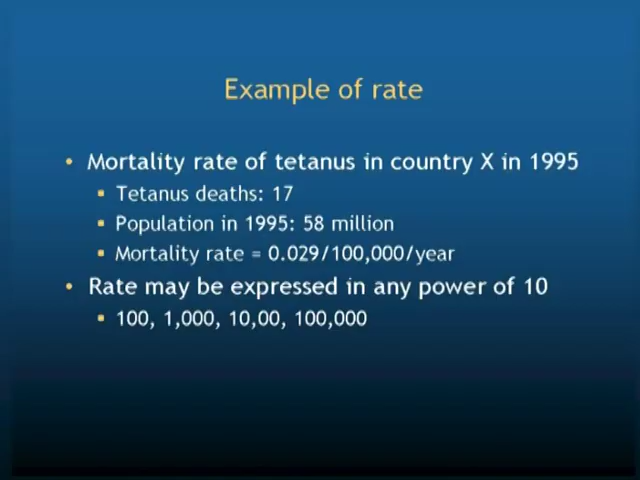 Example of rate
• Mortality rate of tetanus in country X in 1995
▪ Tetanus deaths: 17
▪ Population in 1995: 58 million
▪ Mortality rate = 0.029/100,000/year
• Rate may be expressed in any power of 10
▪ 100, 1,000, 10,00, 100,000